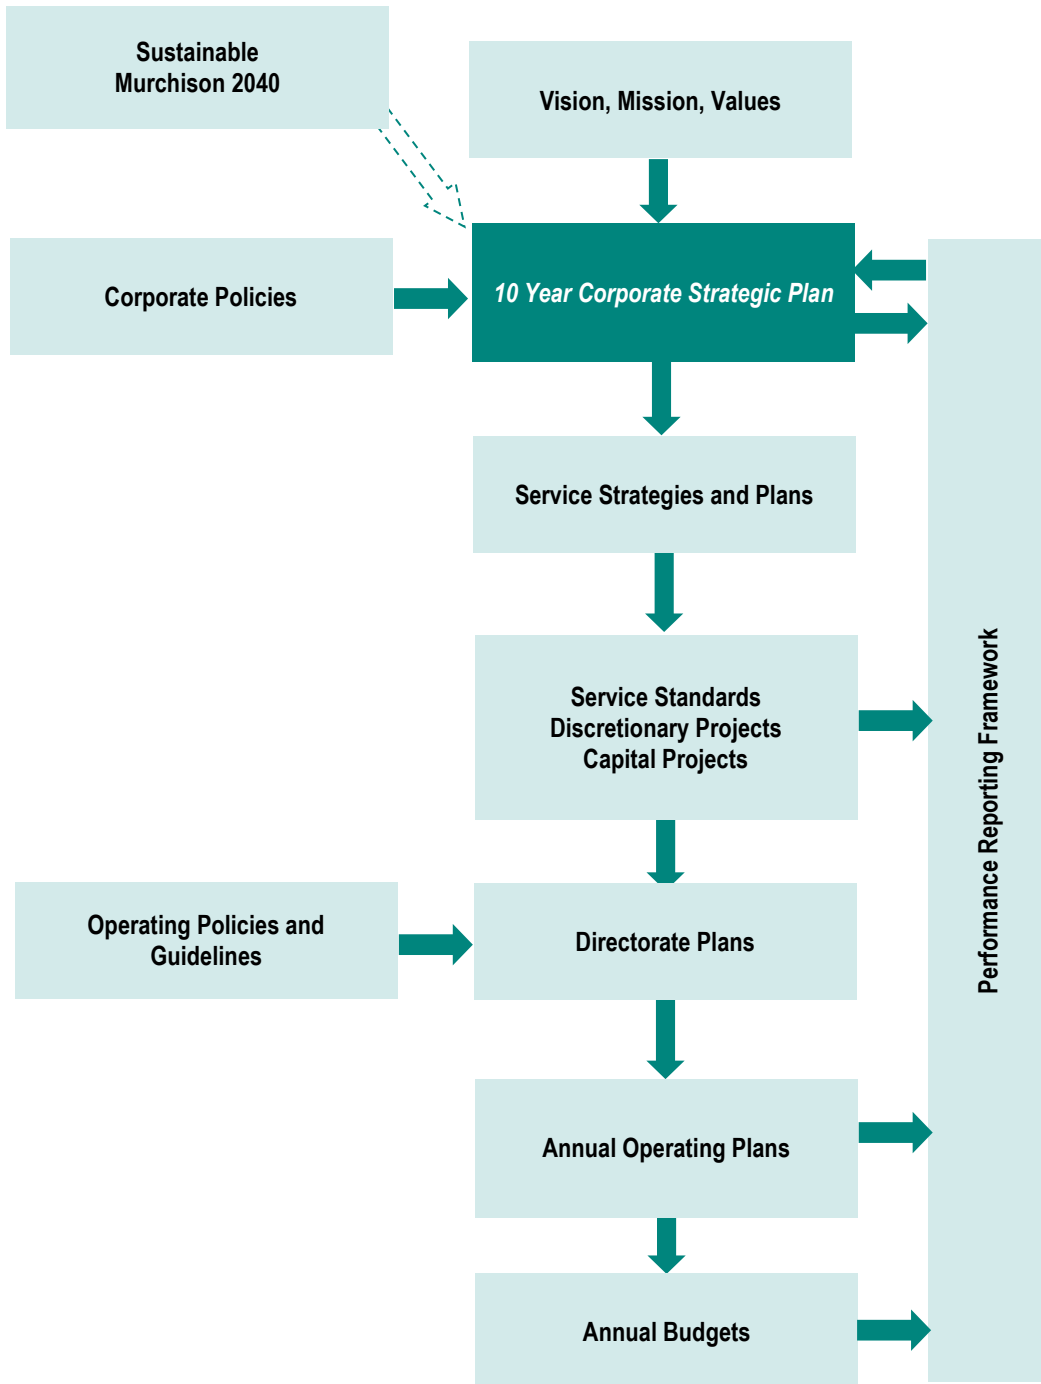 Sustainable
Murchison 2040
Vision, Mission, Values
Corporate Policies
10 Year Corporate Strategic Plan
Service Strategies and Plans
Service Standards
Discretionary Projects
Capital Projects
Performance Reporting Framework
Operating Policies and
Guidelines
Directorate Plans
Annual Operating Plans
Annual Budgets